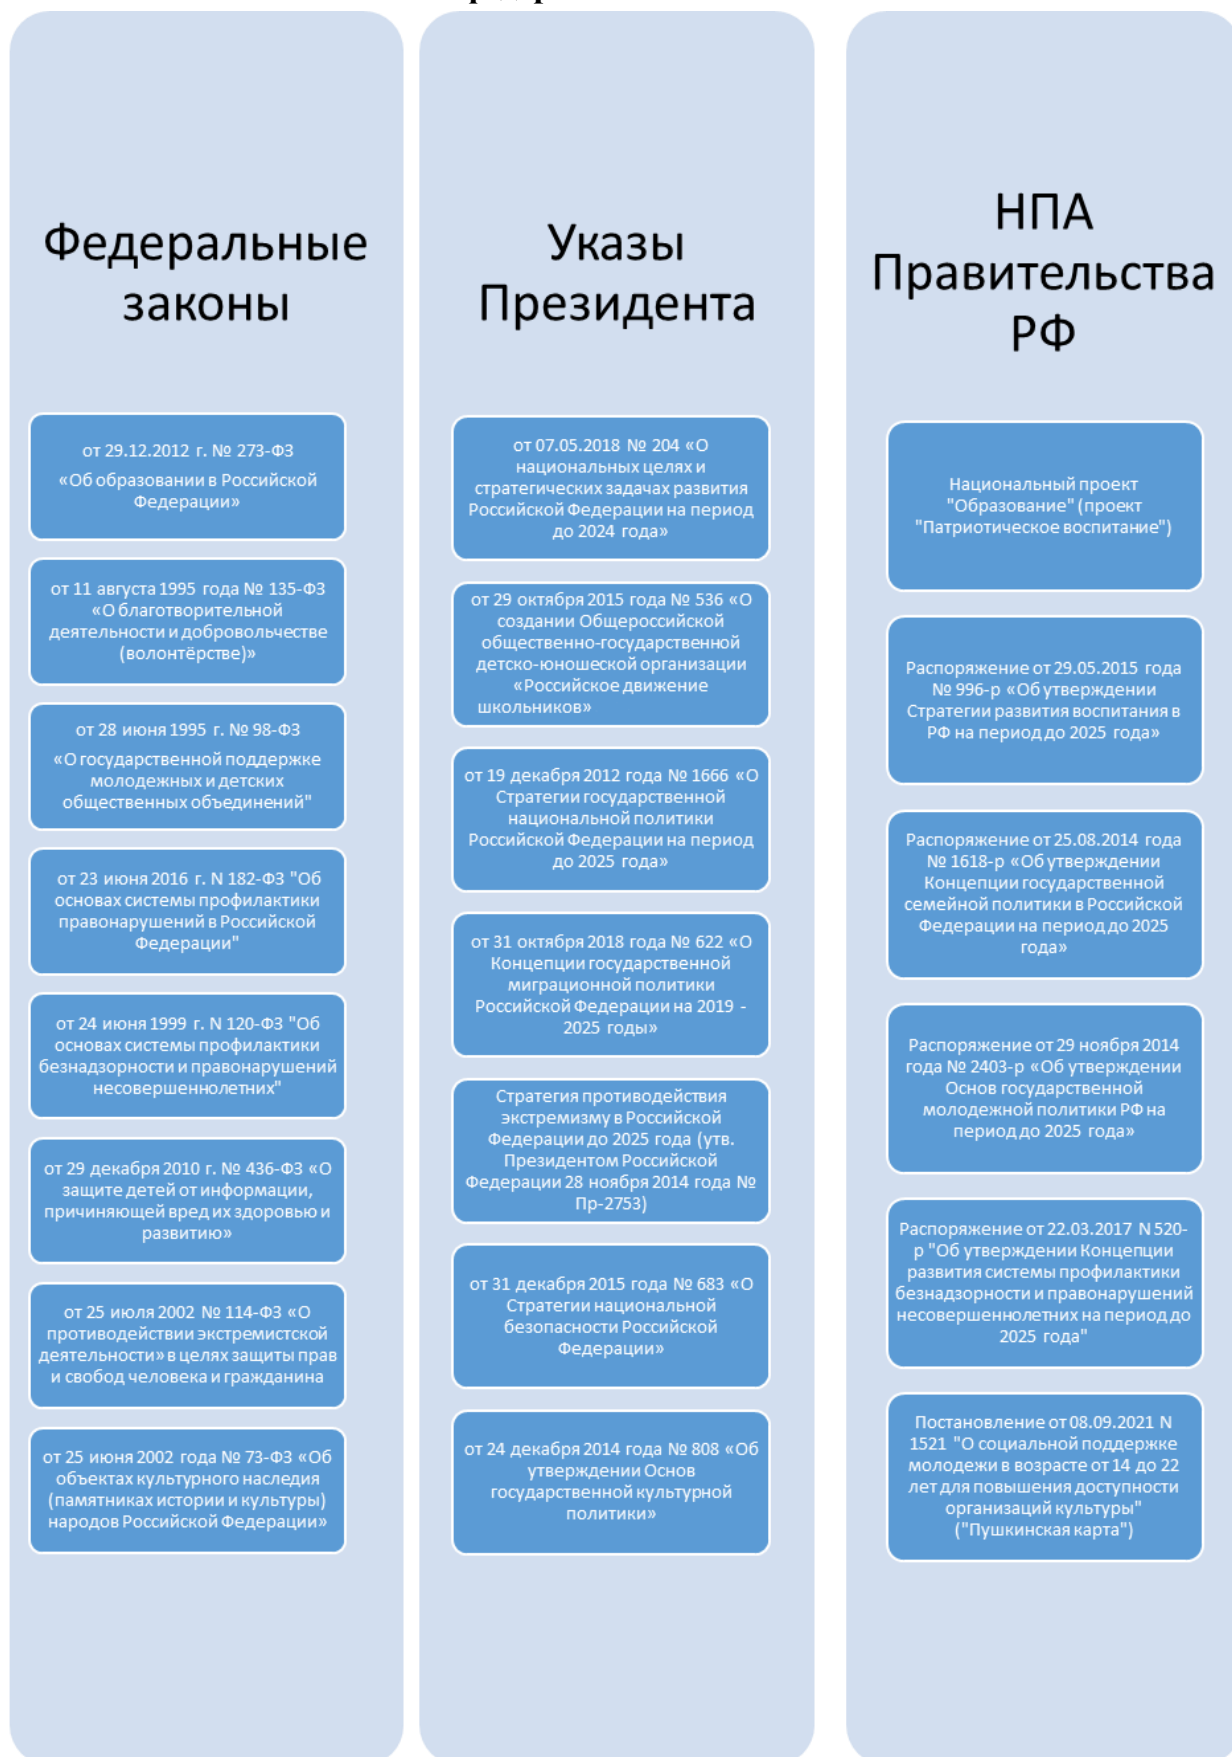 Федеральные
законы
от 29.12.2012 г. № 273-ФЗ
«Об образовании в Российской
Федерации»
от 11 августа 1995 года № 135-ФЗ
«О благотворительной
деятельности и добровольчестве
(волонтёрстве)»
от 28 июня 1995 г. № 98-ФЗ
«О государственной поддержке
молодежных и детских
общественных объединений"
от 23 июня 2016 г. N 182-ФЗ "Об
основах системы профилактики
правонарушений в Российской
Федерации"
от 24 июня 1999 г. N 120-ФЗ "Об
основах системы профилактики
безнадзорности и правонарушений
несовершеннолетних"
от 29 декабря 2010 г. № 436-ФЗ «О
защите детей от информации,
причиняющей вред их здоровью и
развитию»
от 25 июля 2002 № 114-ФЗ «О
противодействии экстремистской
деятельности» в целях защиты прав
и свобод человека и гражданина
от 25 июня 2002 года № 73-ФЗ «Об
объектах культурного наследия
(памятниках истории и культуры)
народов Российской Федерации»
Указы
Президента
от 07.05.2018 № 204 «О
национальных целях и
стратегических задачах развития
Российской Федерации на период
до 2024 года»
от 29 октября 2015 года № 536 «О
создании Общероссийской
общественно-государственной
детско-юношеской организации
«Российское движение
школьников»
от 19 декабря 2012 года № 1666 «О
Стратегии государственной
национальной политики
Российской Федерации на период
до 2025 года»
от 31 октября 2018 года № 622 «О
Концепции государственной
миграционной политики
Российской Федерации на 2019 -
2025 годы»
Стратегия противодействия
экстремизму в Российской
Федерации до 2025 года (утв.
Президентом Российской
Федерации 28 ноября 2014 года №
Пр-2753)
от 31 декабря 2015 года № 683 «О
Стратегии национальной
безопасности Российской
Федерации»
от 24 декабря 2014 года № 808 «Об
утверждении Основ
государственной культурной
политики»
НПА
Правительства
РФ
Национальный проект
"Образование" (проект
"Патриотическое воспитание")
Распоряжение от 29.05.2015 года
№ 996-р «Об утверждении
Стратегии развития воспитания в
РФ на период до 2025 года»
Распоряжение от 25.08.2014 года
№ 1618-р «Об утверждении
Концепции государственной
семейной политики в Российской
Федерации на период до 2025
года»
Распоряжение от 29 ноября 2014
года № 2403-р «Об утверждении
Основ государственной
молодежной политики РФ на
период до 2025 года»
Распоряжение от 22.03.2017 N 520-
р "Об утверждении Концепции
развития системы профилактики
безнадзорности и правонарушений
несовершеннолетних на период до
2025 года"
Постановление от 08.09.2021 N
1521 "О социальной поддержке
молодежи в возрасте от 14 до 22
лет для повышения доступности
организаций культуры"
("Пушкинская карта")